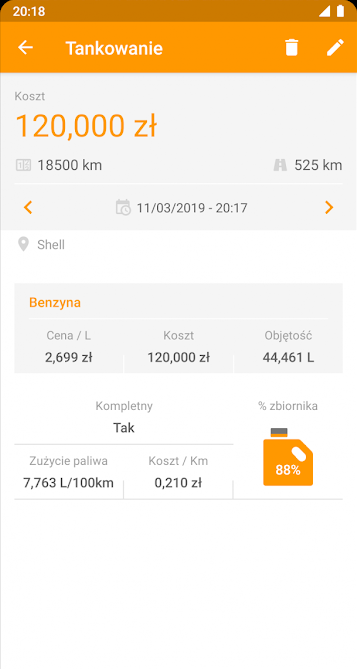 20:18
Tankowanie
Koszt
120,000 zł
18500 km 525 km
11/03/2019 - 20:17
Shell
Benzyna
Cena / L Koszt Objętość
2,699 zł 120,000 zł 44,461 L
Kompletny % zbiornika
Tak
88%
Zużycie paliwa Koszt / Km
7,763 L/100km 0,210 zł